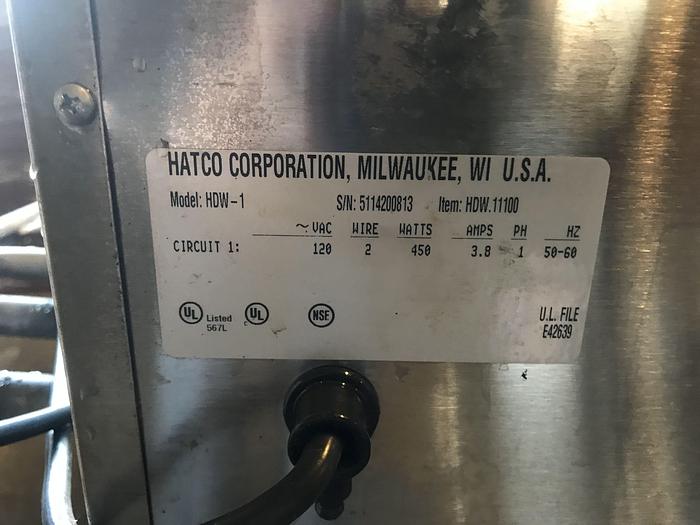 HATCO CORPORATION, MILWAUKEE, WI U.S.A.
Model: HDW-1 S/N: 5114200813 Item: HDW.11100
~VAC WIRE WATTS AMPS PH HZ
CIRCUIT 1: 120 2 450 3.8 1 50-60
UL Listed UL NSF U.L. FILE
567L E42639